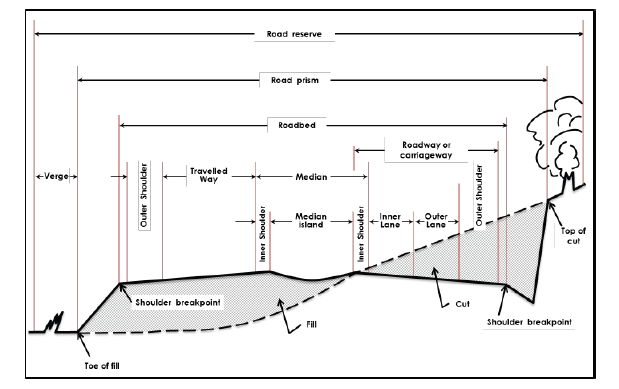 Road reserve
Road prism
Roadbed
Roadway or
carriageway
Verge
Outer Shoulder
Travelled
Way
Median
Outer Shoulder
Inner Shoulder
Median
island
Inner Shoulder
Inner
Lane
Outer
Lane
Top of
cut
Shoulder breakpoint
Fill
Cut
Shoulder breakpoint
Toe of fill